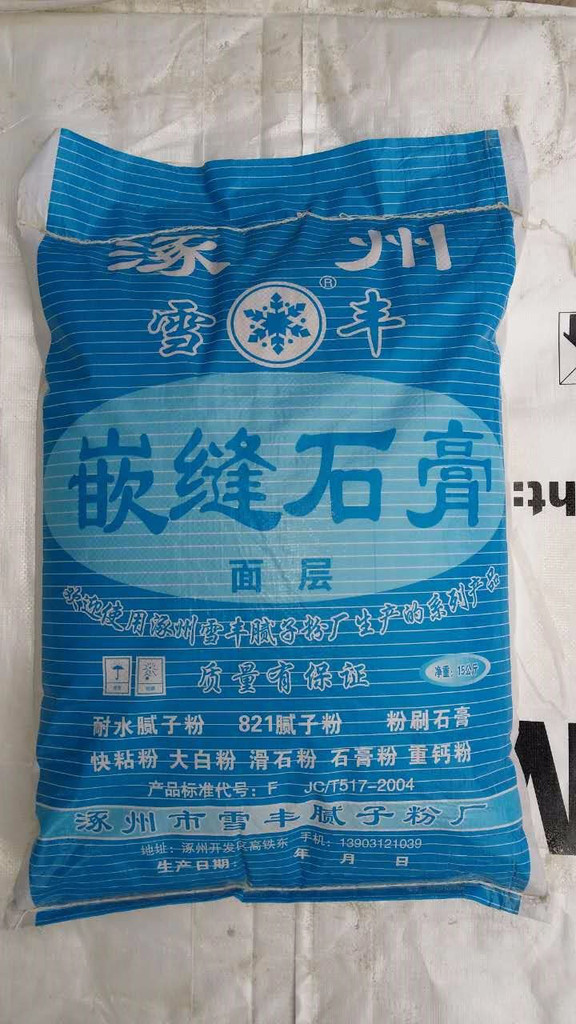 涿州
雪丰®
嵌缝石膏
面层
欢迎使用涿州雪丰腻子粉厂生产的系列产品
质量有保证
净重：15公斤
耐水腻子粉 821腻子粉 粉刷石膏
快粘粉 大白粉 滑石粉 石膏粉 重钙粉
产品标准代号：F JC/T517-2004
涿州市雪丰腻子粉厂
地址：涿州开发区高铁东 手机：13903121039
生产日期： 年 月 日
ht: